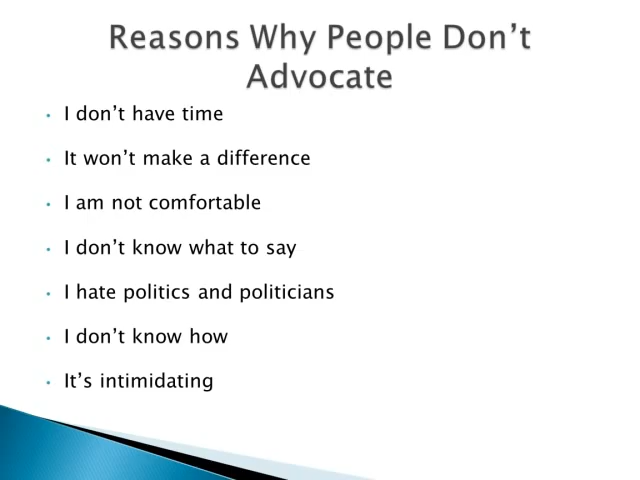 Reasons Why People Don’t
Advocate
• I don’t have time
• It won’t make a difference
• I am not comfortable
• I don’t know what to say
• I hate politics and politicians
• I don’t know how
• It’s intimidating